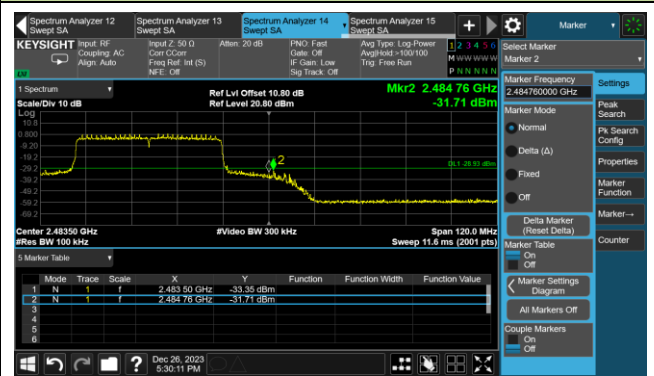 Spectrum Analyzer 12
Swept SA
Spectrum Analyzer 13
Swept SA
Spectrum Analyzer 14
Swept SA
Spectrum Analyzer 15
Swept SA
Marker
KEYSIGHT
Input: RF
Coupling: AC
Align: Auto
Input Z: 50 Ω
Corr CCorr
Freq Ref: Int (S)
NFE: Off
Atten: 20 dB
PNO: Fast
Gate: Off
IF Gain: Low
Sig Track: Off
Avg Type: Log-Power
Avg|Hold:>100/100
Trig: Free Run
1 2 3 4 5 6
M W W W W W
P N N N N N
Select Marker
Marker 2
Marker Frequency
2.484760000 GHz
Settings
1 Spectrum
Scale/Div 10 dB
Ref Lvl Offset 10.80 dB
Ref Level 20.80 dBm
Mkr2 2.484 76 GHz
-31.71 dBm
Log
10.8
0.800
-9.20
-19.2
-29.2
-39.2
-49.2
-59.2
-69.2
2
DL1 -28.93 dBm
Center 2.48350 GHz
#Res BW 100 kHz
#Video BW 300 kHz
Span 120.0 MHz
Sweep 11.6 ms (2001 pts)
Marker Mode
Normal
Delta (Δ)
Fixed
Off
Delta Marker
(Reset Delta)
Marker Table
On
Off
Marker Settings
Diagram
All Markers Off
Couple Markers
On
Off
Peak
Search
Pk Search
Config
Properties
Marker
Function
Marker→
Counter
5 Marker Table
Mode Trace Scale X Y Function Function Width Function Value
1 N 1 f 2.483 50 GHz -33.35 dBm
2 N 1 f 2.484 76 GHz -31.71 dBm
3
4
5
6
Dec 26, 2023
5:30:11 PM